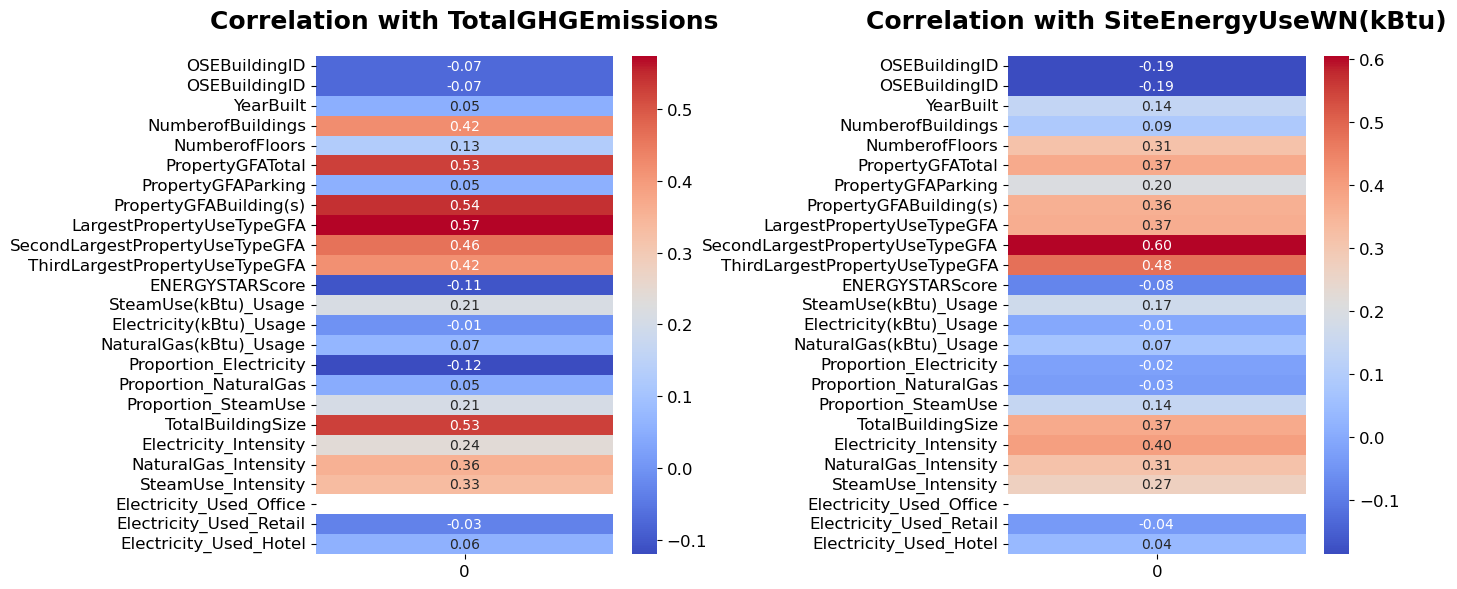 Correlation with TotalGHGEmissions
OSEBuildingID -0.07
OSEBuildingID -0.07
YearBuilt 0.05
NumberofBuildings 0.42
NumberofFloors 0.13
PropertyGFATotal 0.53
PropertyGFAParking 0.05
PropertyGFABuilding(s) 0.54
LargestPropertyUseTypeGFA 0.57
SecondLargestPropertyUseTypeGFA 0.46
ThirdLargestPropertyUseTypeGFA 0.42
ENERGYSTARScore -0.11
SteamUse(kBtu)_Usage 0.21
Electricity(kBtu)_Usage -0.01
NaturalGas(kBtu)_Usage 0.07
Proportion_Electricity -0.12
Proportion_NaturalGas 0.05
Proportion_SteamUse 0.21
TotalBuildingSize 0.53
Electricity_Intensity 0.24
NaturalGas_Intensity 0.36
SteamUse_Intensity 0.33
Electricity_Used_Office
Electricity_Used_Retail -0.03
Electricity_Used_Hotel 0.06
0
0.5
0.4
0.3
0.2
0.1
0.0
−0.1
Correlation with SiteEnergyUseWN(kBtu)
OSEBuildingID -0.19
OSEBuildingID -0.19
YearBuilt 0.14
NumberofBuildings 0.09
NumberofFloors 0.31
PropertyGFATotal 0.37
PropertyGFAParking 0.20
PropertyGFABuilding(s) 0.36
LargestPropertyUseTypeGFA 0.37
SecondLargestPropertyUseTypeGFA 0.60
ThirdLargestPropertyUseTypeGFA 0.48
ENERGYSTARScore -0.08
SteamUse(kBtu)_Usage 0.17
Electricity(kBtu)_Usage -0.01
NaturalGas(kBtu)_Usage 0.07
Proportion_Electricity -0.02
Proportion_NaturalGas -0.03
Proportion_SteamUse 0.14
TotalBuildingSize 0.37
Electricity_Intensity 0.40
NaturalGas_Intensity 0.31
SteamUse_Intensity 0.27
Electricity_Used_Office
Electricity_Used_Retail -0.04
Electricity_Used_Hotel 0.04
0
0.6
0.5
0.4
0.3
0.2
0.1
0.0
−0.1